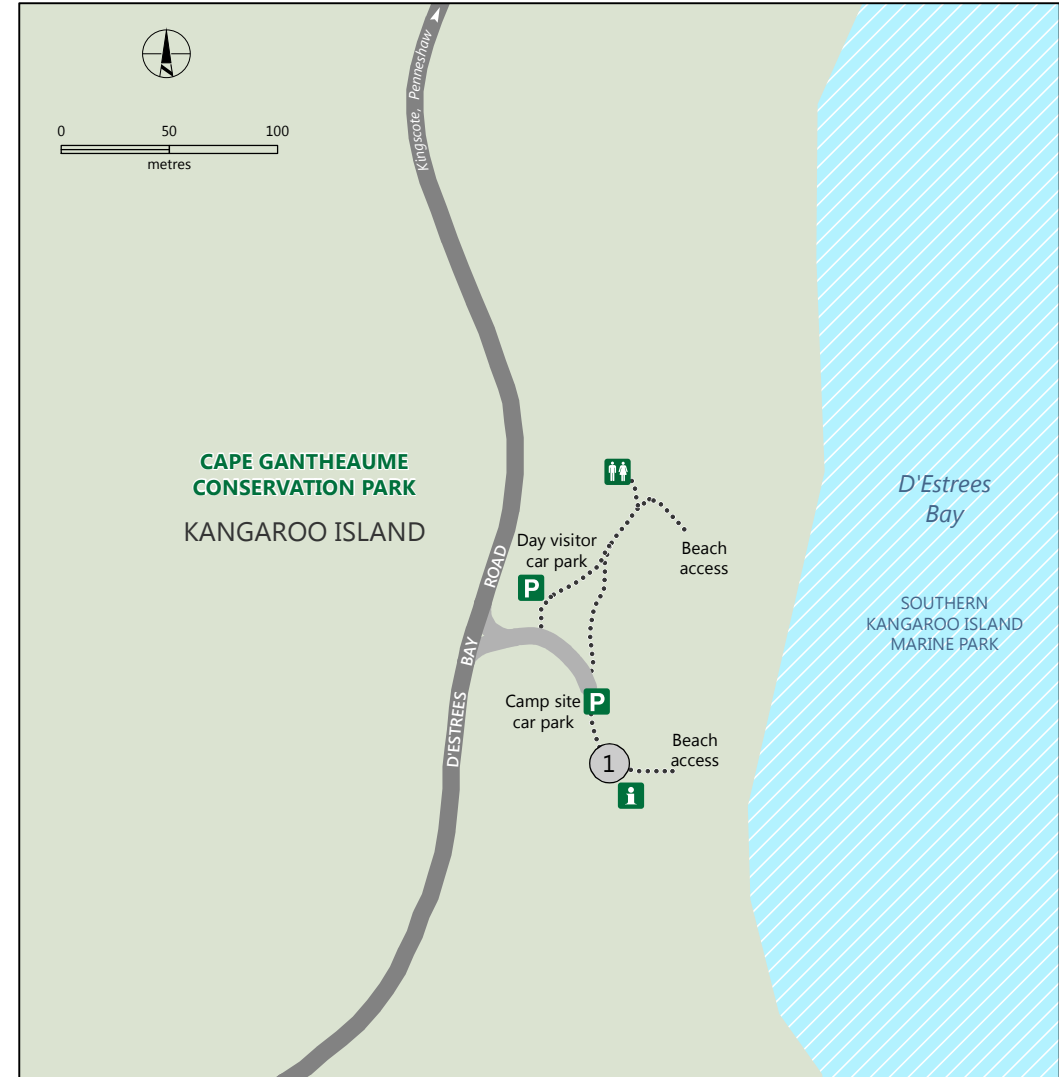 Kingscote, Penneshaw
N
0 50 100
metres
CAPE GANTHEAUME
CONSERVATION PARK
KANGAROO ISLAND
D'ESTREES BAY ROAD
Day visitor
car park
P
Beach
access
D'Estrees
Bay
SOUTHERN
KANGAROO ISLAND
MARINE PARK
Camp site
car park
P
Beach
access
1
i